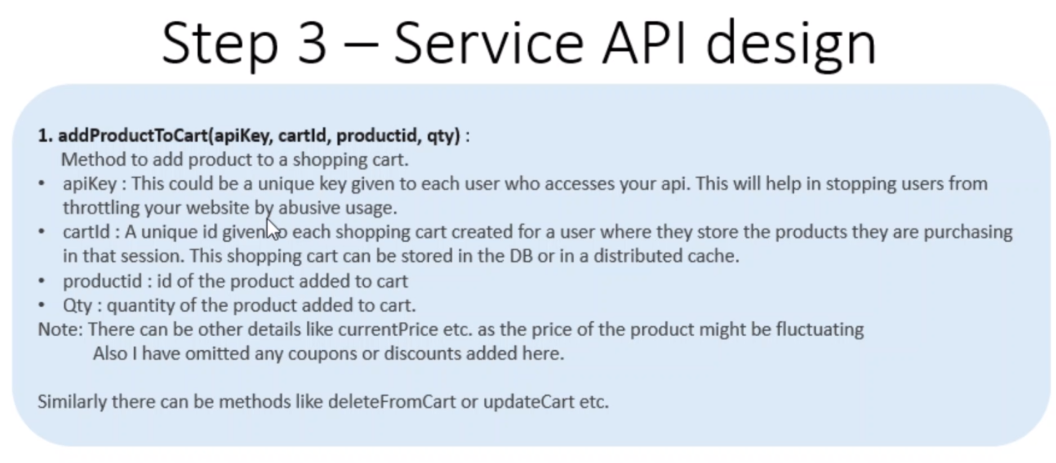 Step 3 – Service API design
1. addProductToCart(apiKey, cartId, productid, qty) :
Method to add product to a shopping cart.
• apiKey : This could be a unique key given to each user who accesses your api. This will help in stopping users from
throttling your website by abusive usage.
• cartId : A unique id given to each shopping cart created for a user where they store the products they are purchasing
in that session. This shopping cart can be stored in the DB or in a distributed cache.
• productid : id of the product added to cart
• Qty : quantity of the product added to cart.
Note: There can be other details like currentPrice etc. as the price of the product might be fluctuating
Also I have omitted any coupons or discounts added here.
Similarly there can be methods like deleteFromCart or updateCart etc.